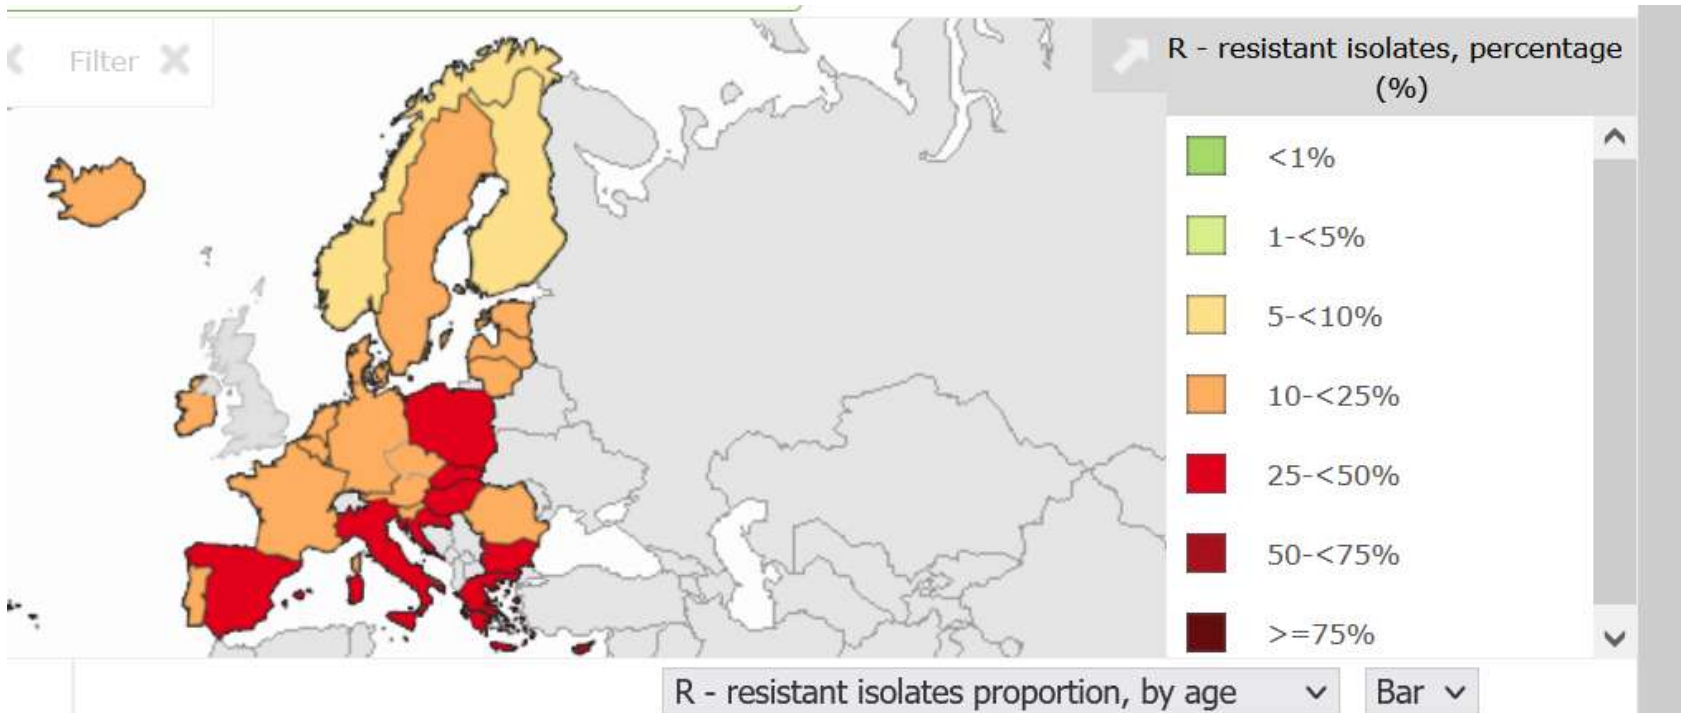 Filter
R - resistant isolates, percentage
(%)
<1%
1-<5%
5-<10%
10-<25%
25-<50%
50-<75%
>=75%
R - resistant isolates proportion, by age
Bar